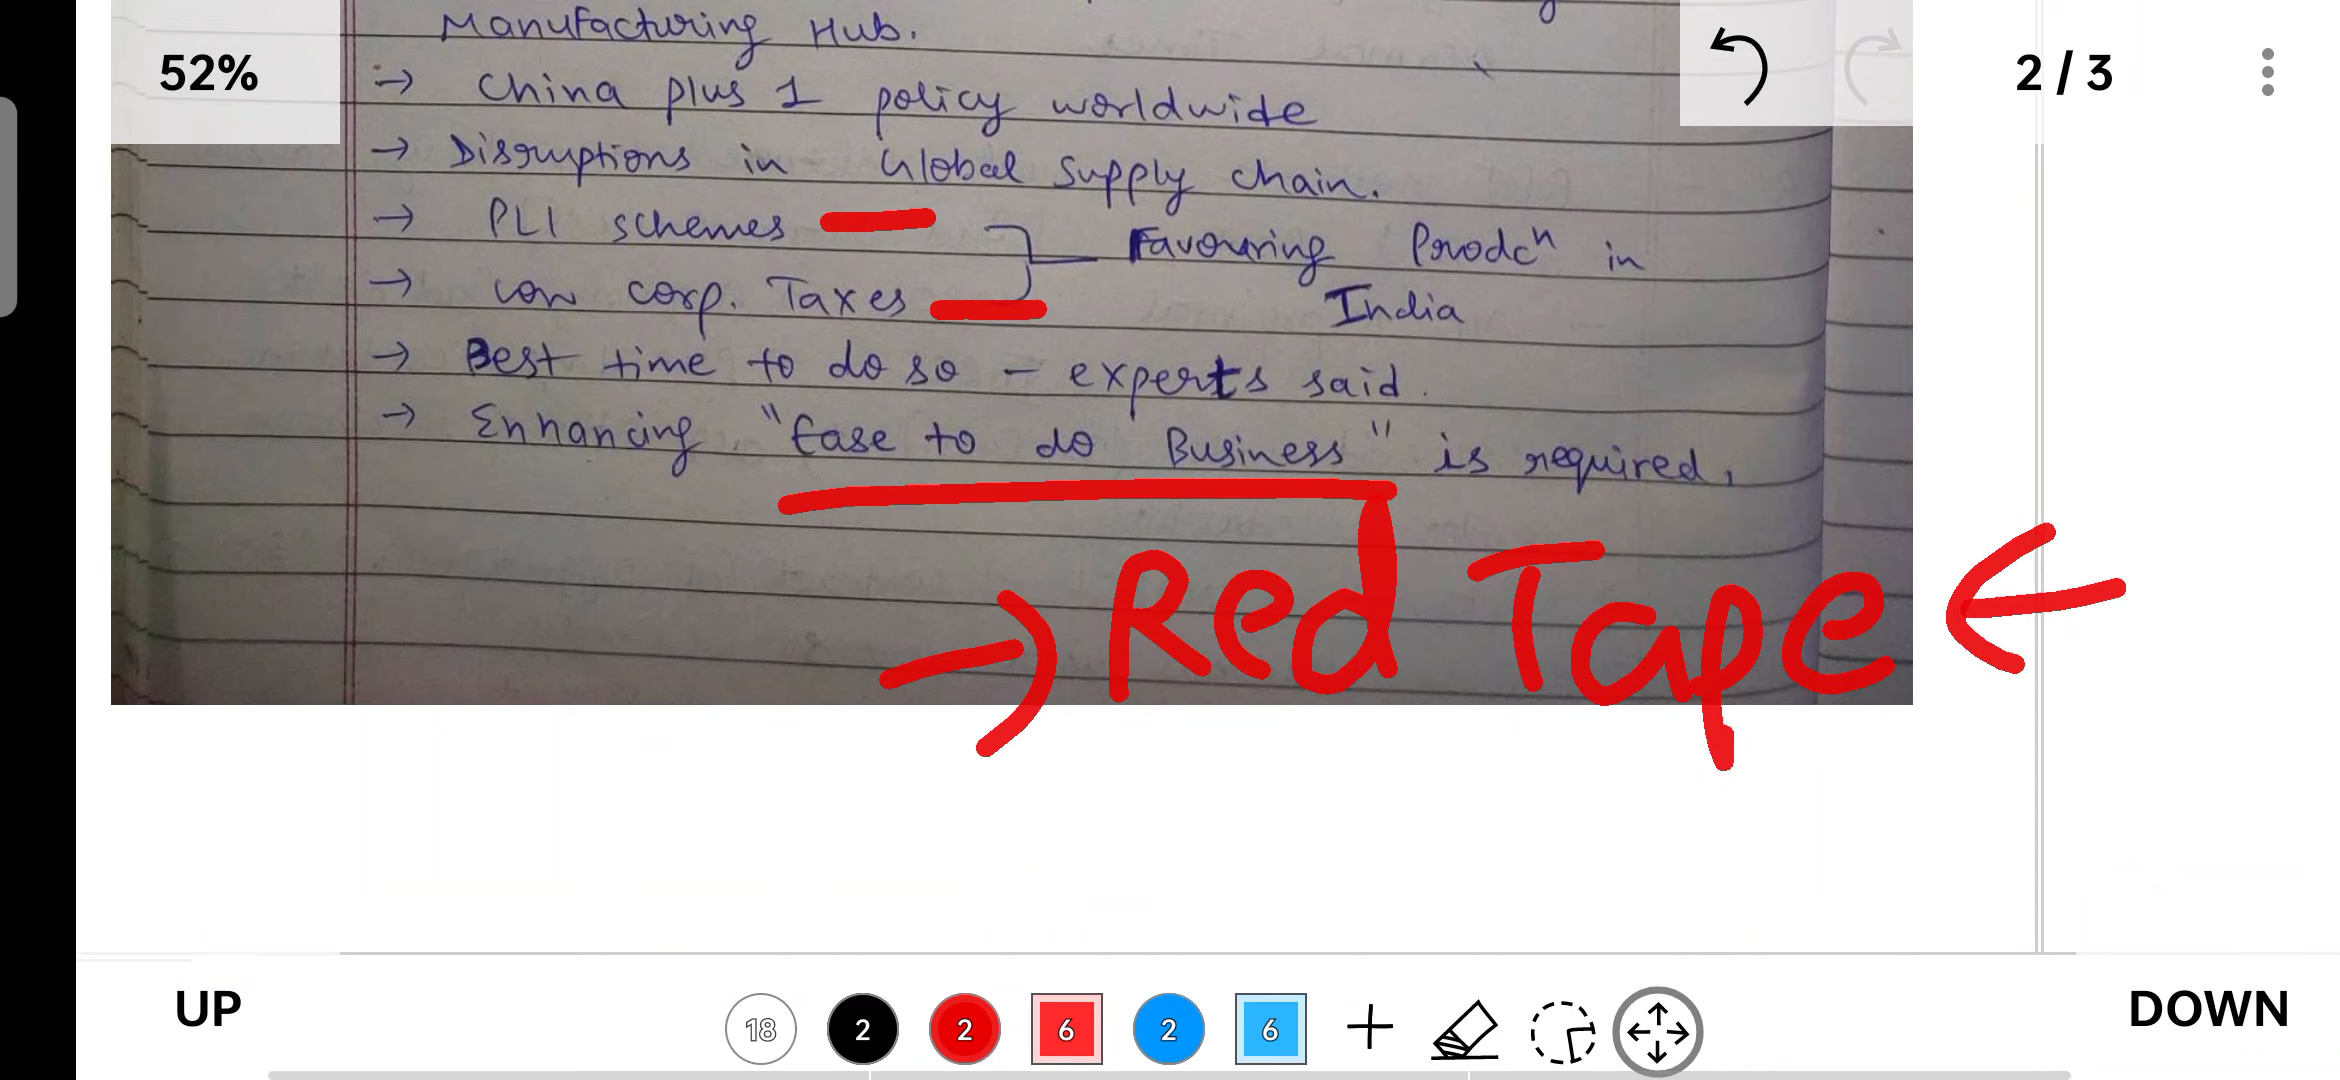 52%
2 / 3
Manufacturing Hub.
→ China plus 1 policy worldwide
→ Disruptions in Global Supply chain.
→ PLI schemes
Favouring Prodcn in India
→ Low corp. Taxes
→ Best time to do so – experts said.
→ Enhancing "Ease to do Business" is required,
→ Red Tape ←
UP
18 2 2 6 2 6 +
DOWN